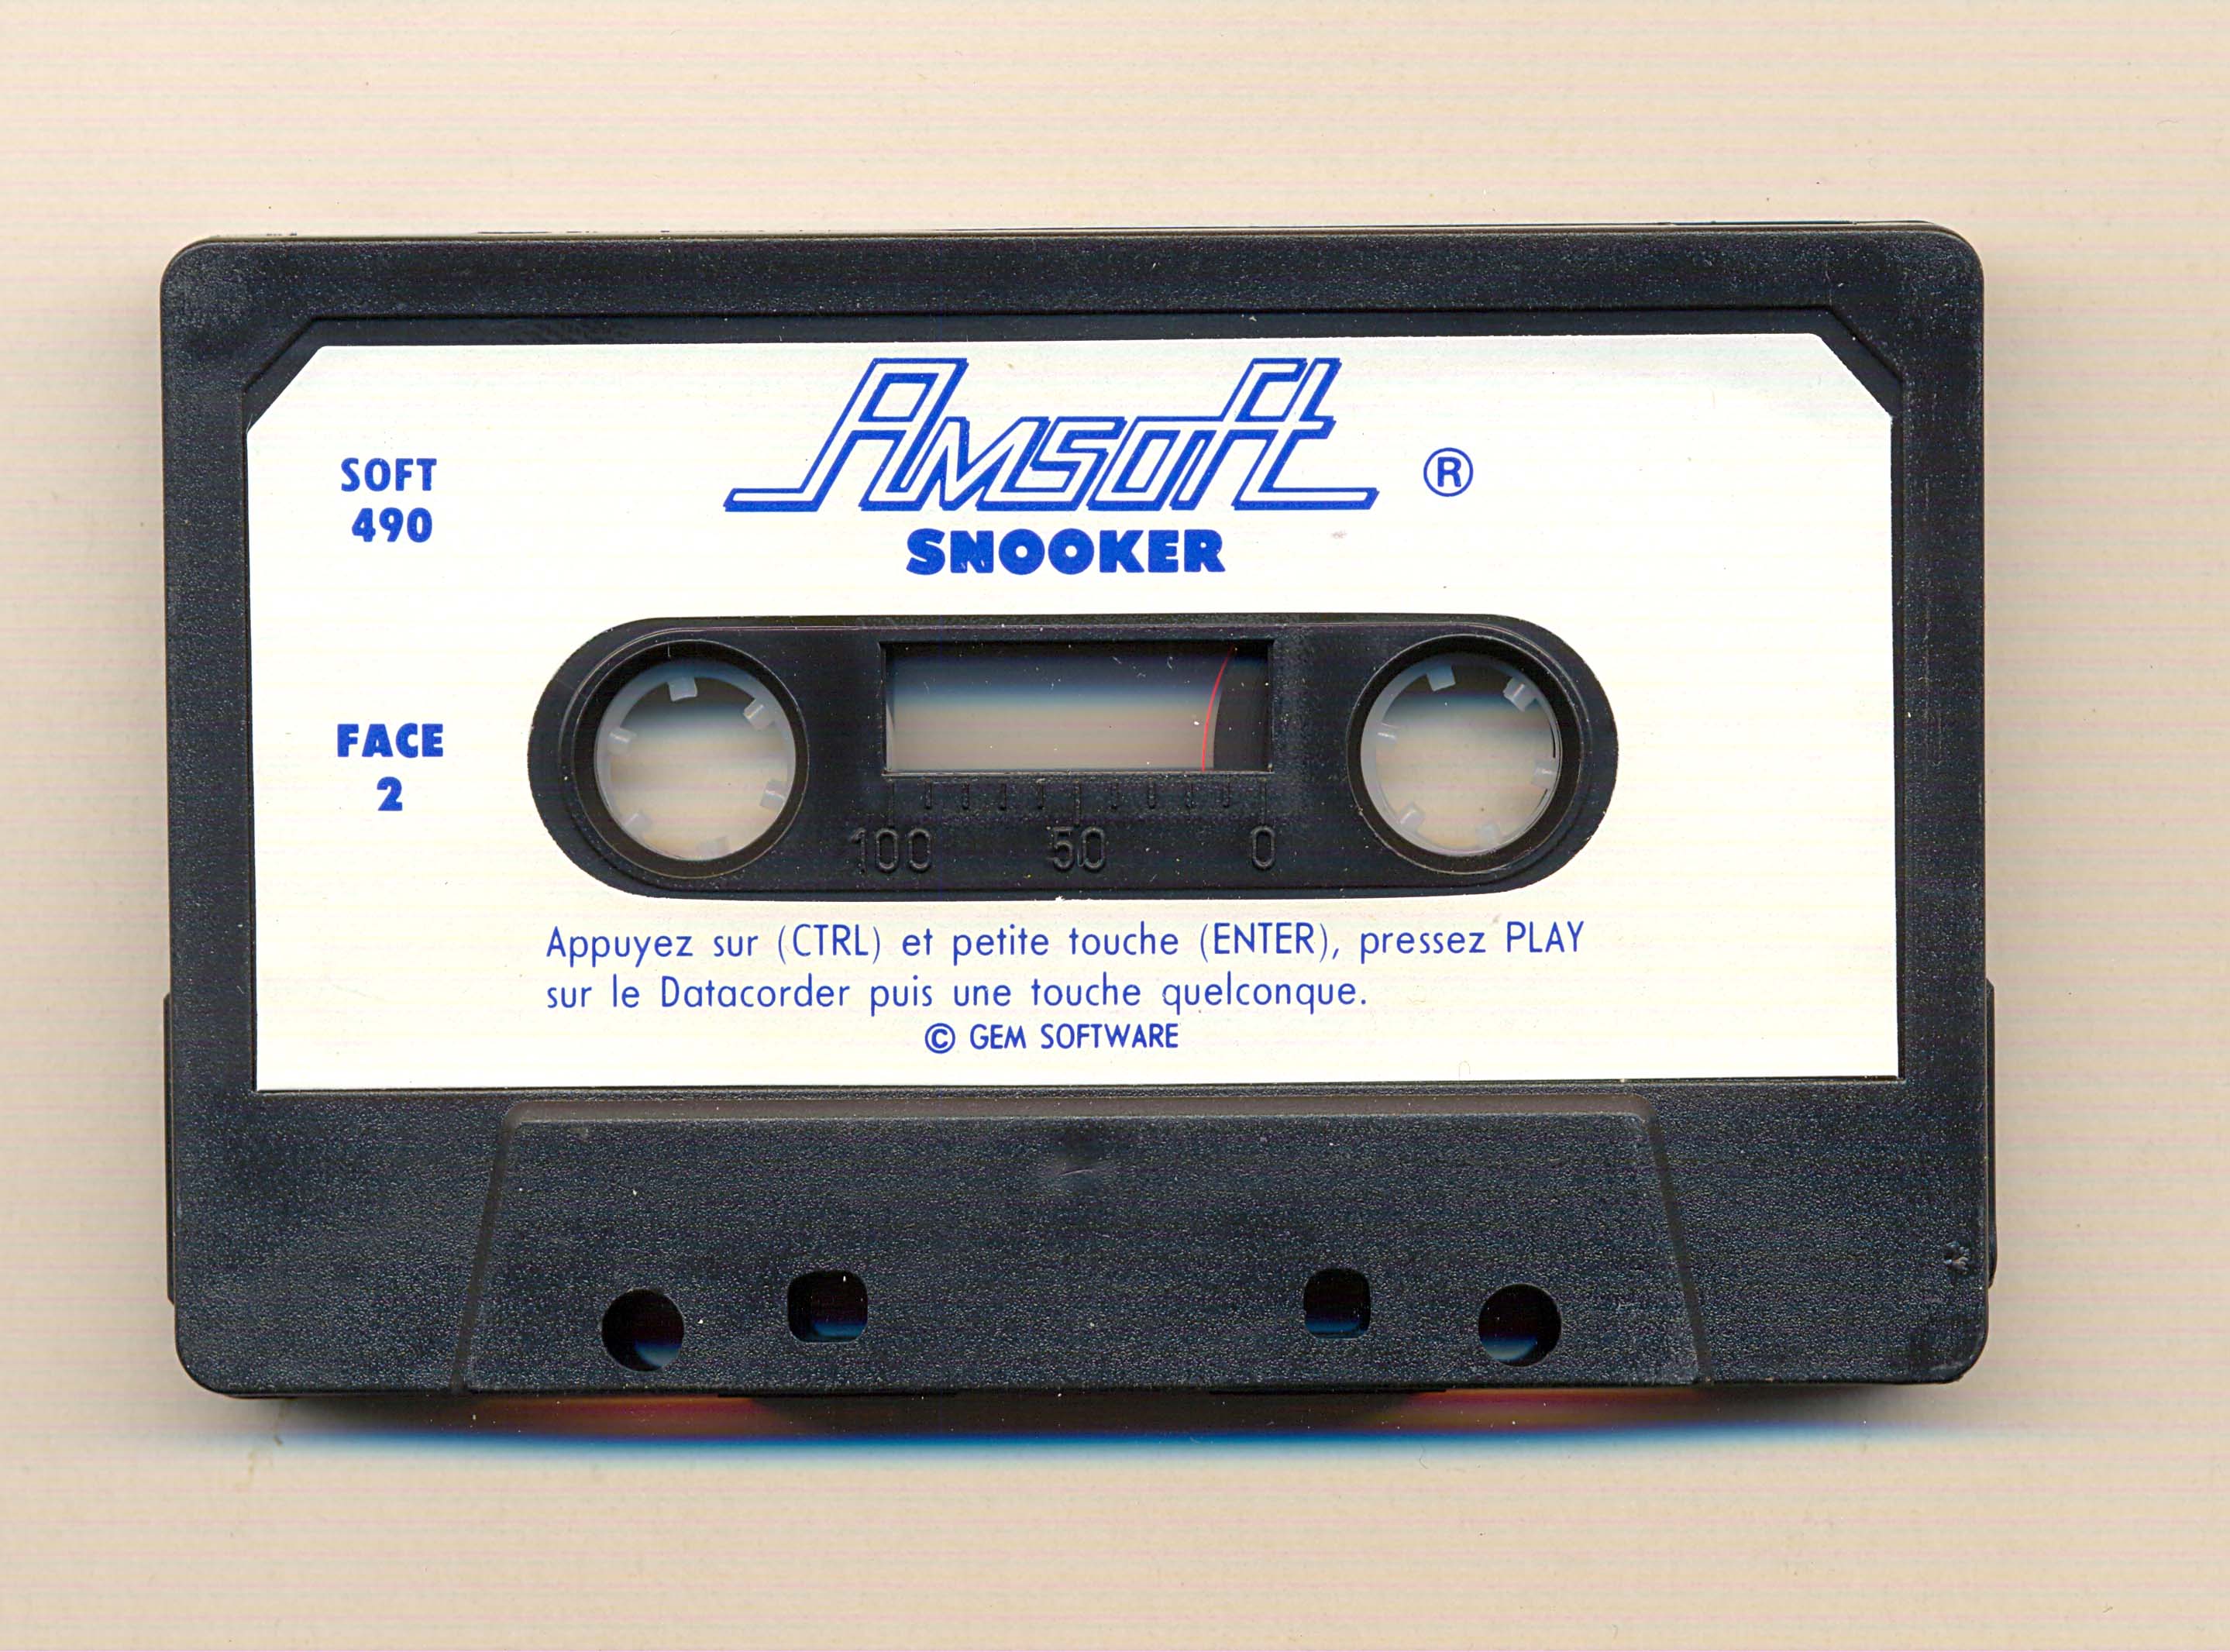 Amsoft ®
SNOOKER
SOFT
490
FACE
2
100 50 0
Appuyez sur (CTRL) et petite touche (ENTER), pressez PLAY
sur le Datacorder puis une touche quelconque.
© GEM SOFTWARE